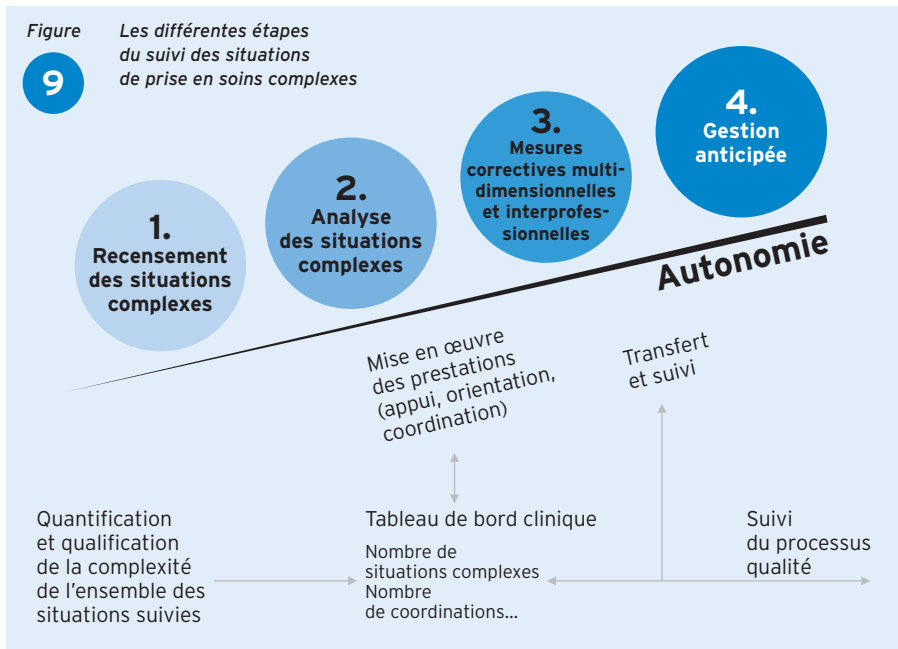 Figure
9
Les différentes étapes
du suivi des situations
de prise en soins complexes
1.
Recensement
des situations
complexes
2.
Analyse
des situations
complexes
3.
Mesures
correctives multi-
dimensionnelles
et interprofes-
sionnelles
4.
Gestion
anticipée
Autonomie
Mise en œuvre
des prestations
(appui, orientation,
coordination)
Transfert
et suivi
Quantification
et qualification
de la complexité
de l'ensemble des
situations suivies
Tableau de bord clinique
Nombre de
situations complexes
Nombre
de coordinations...
Suivi
du processus
qualité